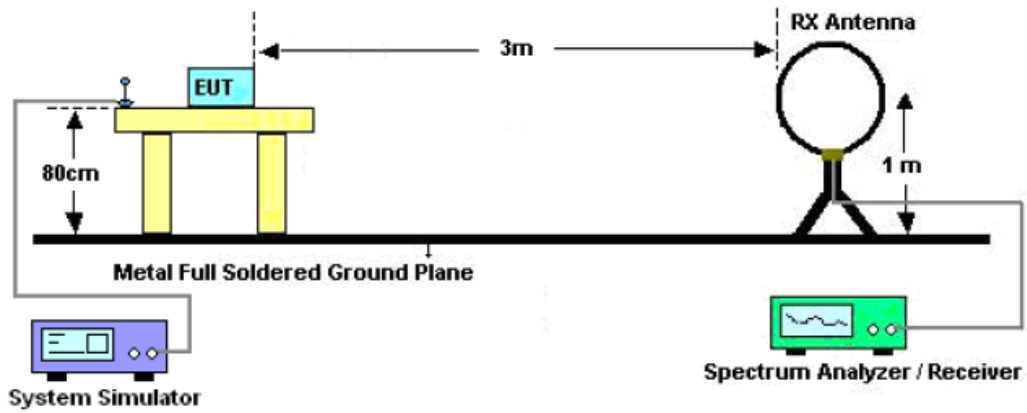 RX Antenna
3m
EUT
80cm
1 m
Metal Full Soldered Ground Plane
System Simulator
Spectrum Analyzer / Receiver